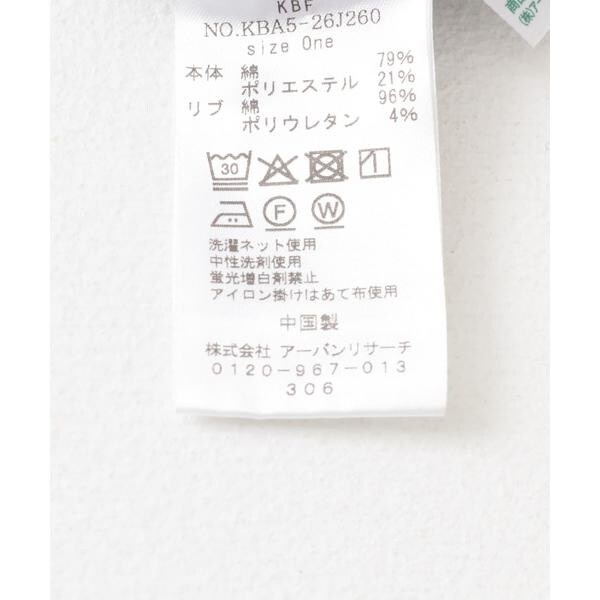 KBF
NO.KBA5-26J260
size One
本体 綿 79%
ポリエステル 21%
リブ 綿 96%
ポリウレタン 4%
30
F W
洗濯ネット使用
中性洗剤使用
蛍光増白剤禁止
アイロン掛けはあて布使用
中国製
株式会社 アーバンリサーチ
0120-967-013
306